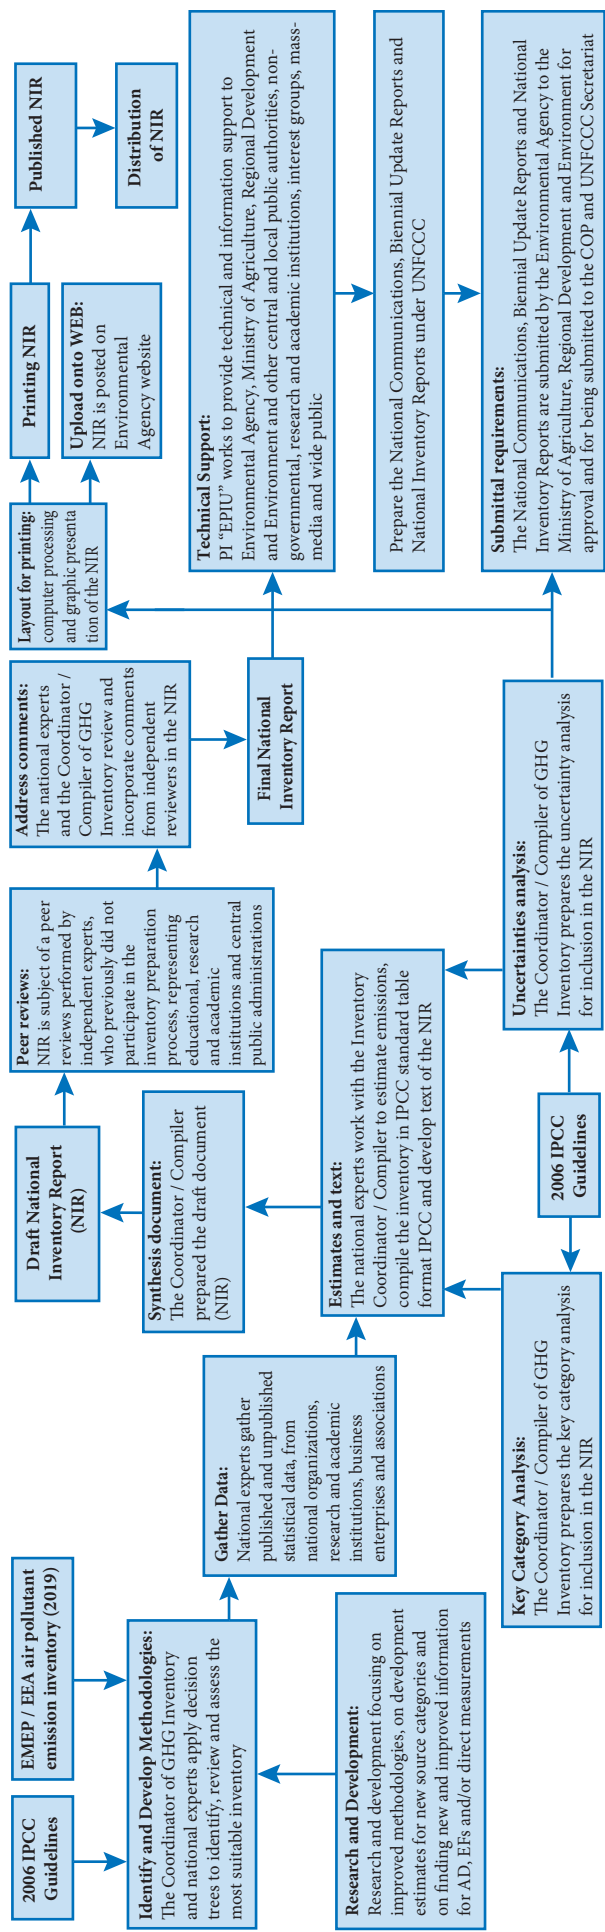 2006 IPCC
Guidelines
EMEP / EEA air pollutant
emission inventory (2019)
Identify and Develop Methodologies:
The Coordinator of GHG Inventory
and national experts apply decision
trees to identify, review and assess the
most suitable inventory
Research and Development:
Research and development focusing on
improved methodologies, on development
estimates for new source categories and
on finding new and improved information
for AD, EFs and/or direct measurements
Gather Data:
National experts gather
published and unpublished
statistical data, from
national organizations,
research and academic
institutions, business
enterprises and associations
Key Category Analysis:
The Coordinator / Compiler of GHG
Inventory prepares the key category analysis
for inclusion in the NIR
2006 IPCC
Guidelines
Uncertainties analysis:
The Coordinator / Compiler of GHG
Inventory prepares the uncertainty analysis
for inclusion in the NIR
Estimates and text:
The national experts work with the Inventory
Coordinator / Compiler to estimate emissions,
compile the inventory in IPCC standard table
format IPCC and develop text of the NIR
Synthesis document:
The Coordinator / Compiler
prepared the draft document
(NIR)
Draft National
Inventory Report
(NIR)
Peer reviews:
NIR is subject of a peer
reviews performed by
independent experts,
who previously did not
participate in the
inventory preparation
process, representing
educational, research
and academic
institutions and central
public administrations
Address comments:
The national experts
and the Coordinator /
Compiler of GHG
Inventory review and
incorporate comments
from independent
reviewers in the NIR
Final National
Inventory Report
Layout for printing:
computer processing
and graphic presenta
tion of the NIR
Printing NIR
Upload onto WEB:
NIR is posted on
Environmental
Agency website
Published NIR
Distribution
of NIR
Technical Support:
PI “EPIU” works to provide technical and information support to
Environmental Agency, Ministry of Agriculture, Regional Development
and Environment and other central and local public authorities, non-
governmental, research and academic institutions, interest groups, mass-
media and wide public
Prepare the National Communications, Biennial Update Reports and
National Inventory Reports under UNFCCC
Submittal requirements:
The National Communications, Biennial Update Reports and National
Inventory Reports are submitted by the Environmental Agency to the
Ministry of Agriculture, Regional Development and Environment for
approval and for being submitted to the COP and UNFCCC Secretariat